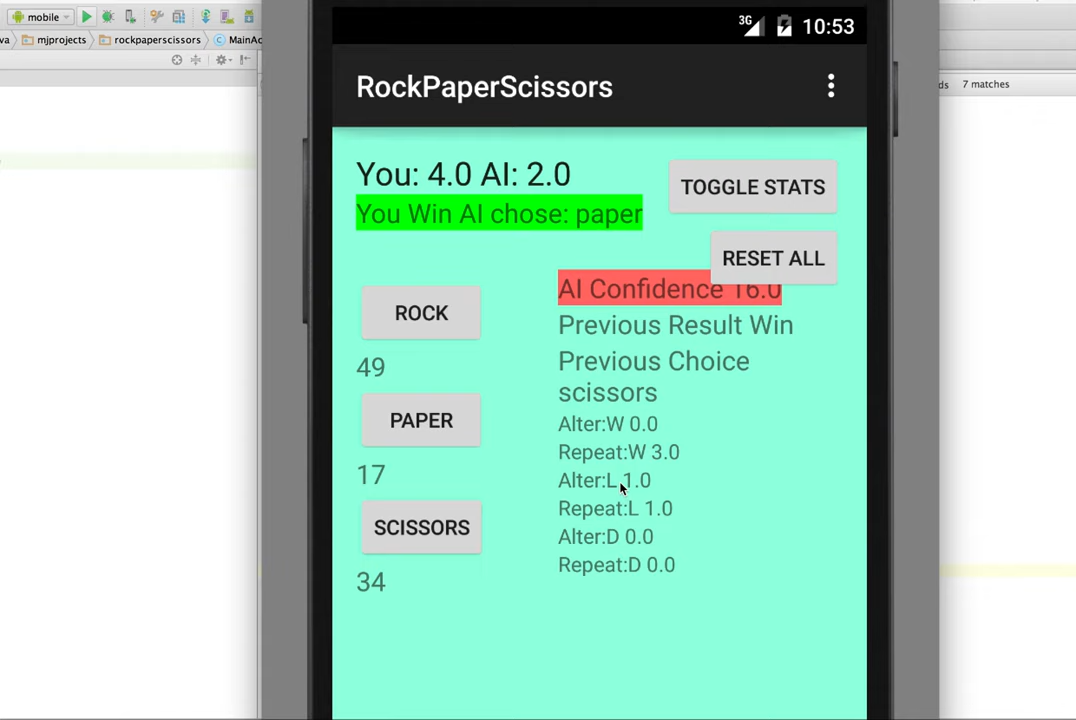 mobile
va
mjprojects
rockpaperscissors
MainAc
ds
7 matches
3G
10:53
RockPaperScissors
You: 4.0 AI: 2.0
TOGGLE STATS
You Win AI chose: paper
RESET ALL
AI Confidence 16.0
ROCK
Previous Result Win
49
Previous Choice
scissors
PAPER
Alter:W 0.0
Repeat:W 3.0
17
Alter:L 1.0
Repeat:L 1.0
SCISSORS
Alter:D 0.0
Repeat:D 0.0
34